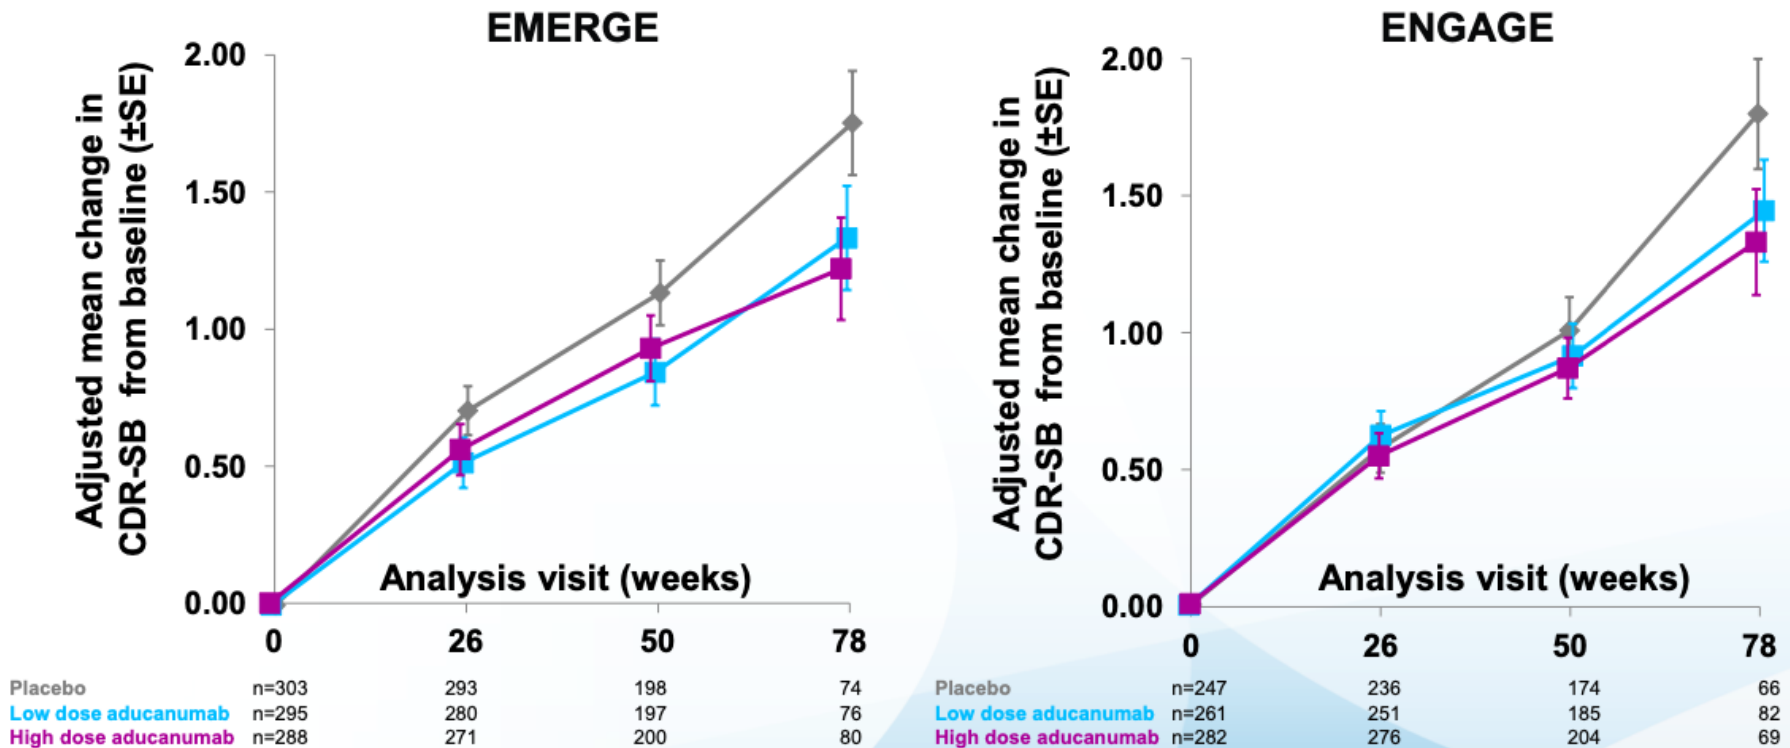 EMERGE
Adjusted mean change in
CDR-SB from baseline (±SE)
2.00
1.50
1.00
0.50
0.00
Analysis visit (weeks)
0 26 50 78
Placebo n=303 293 198 74
Low dose aducanumab n=295 280 197 76
High dose aducanumab n=288 271 200 80
ENGAGE
Adjusted mean change in
CDR-SB from baseline (±SE)
2.00
1.50
1.00
0.50
0.00
Analysis visit (weeks)
0 26 50 78
Placebo n=247 236 174 66
Low dose aducanumab n=261 251 185 82
High dose aducanumab n=282 276 204 69